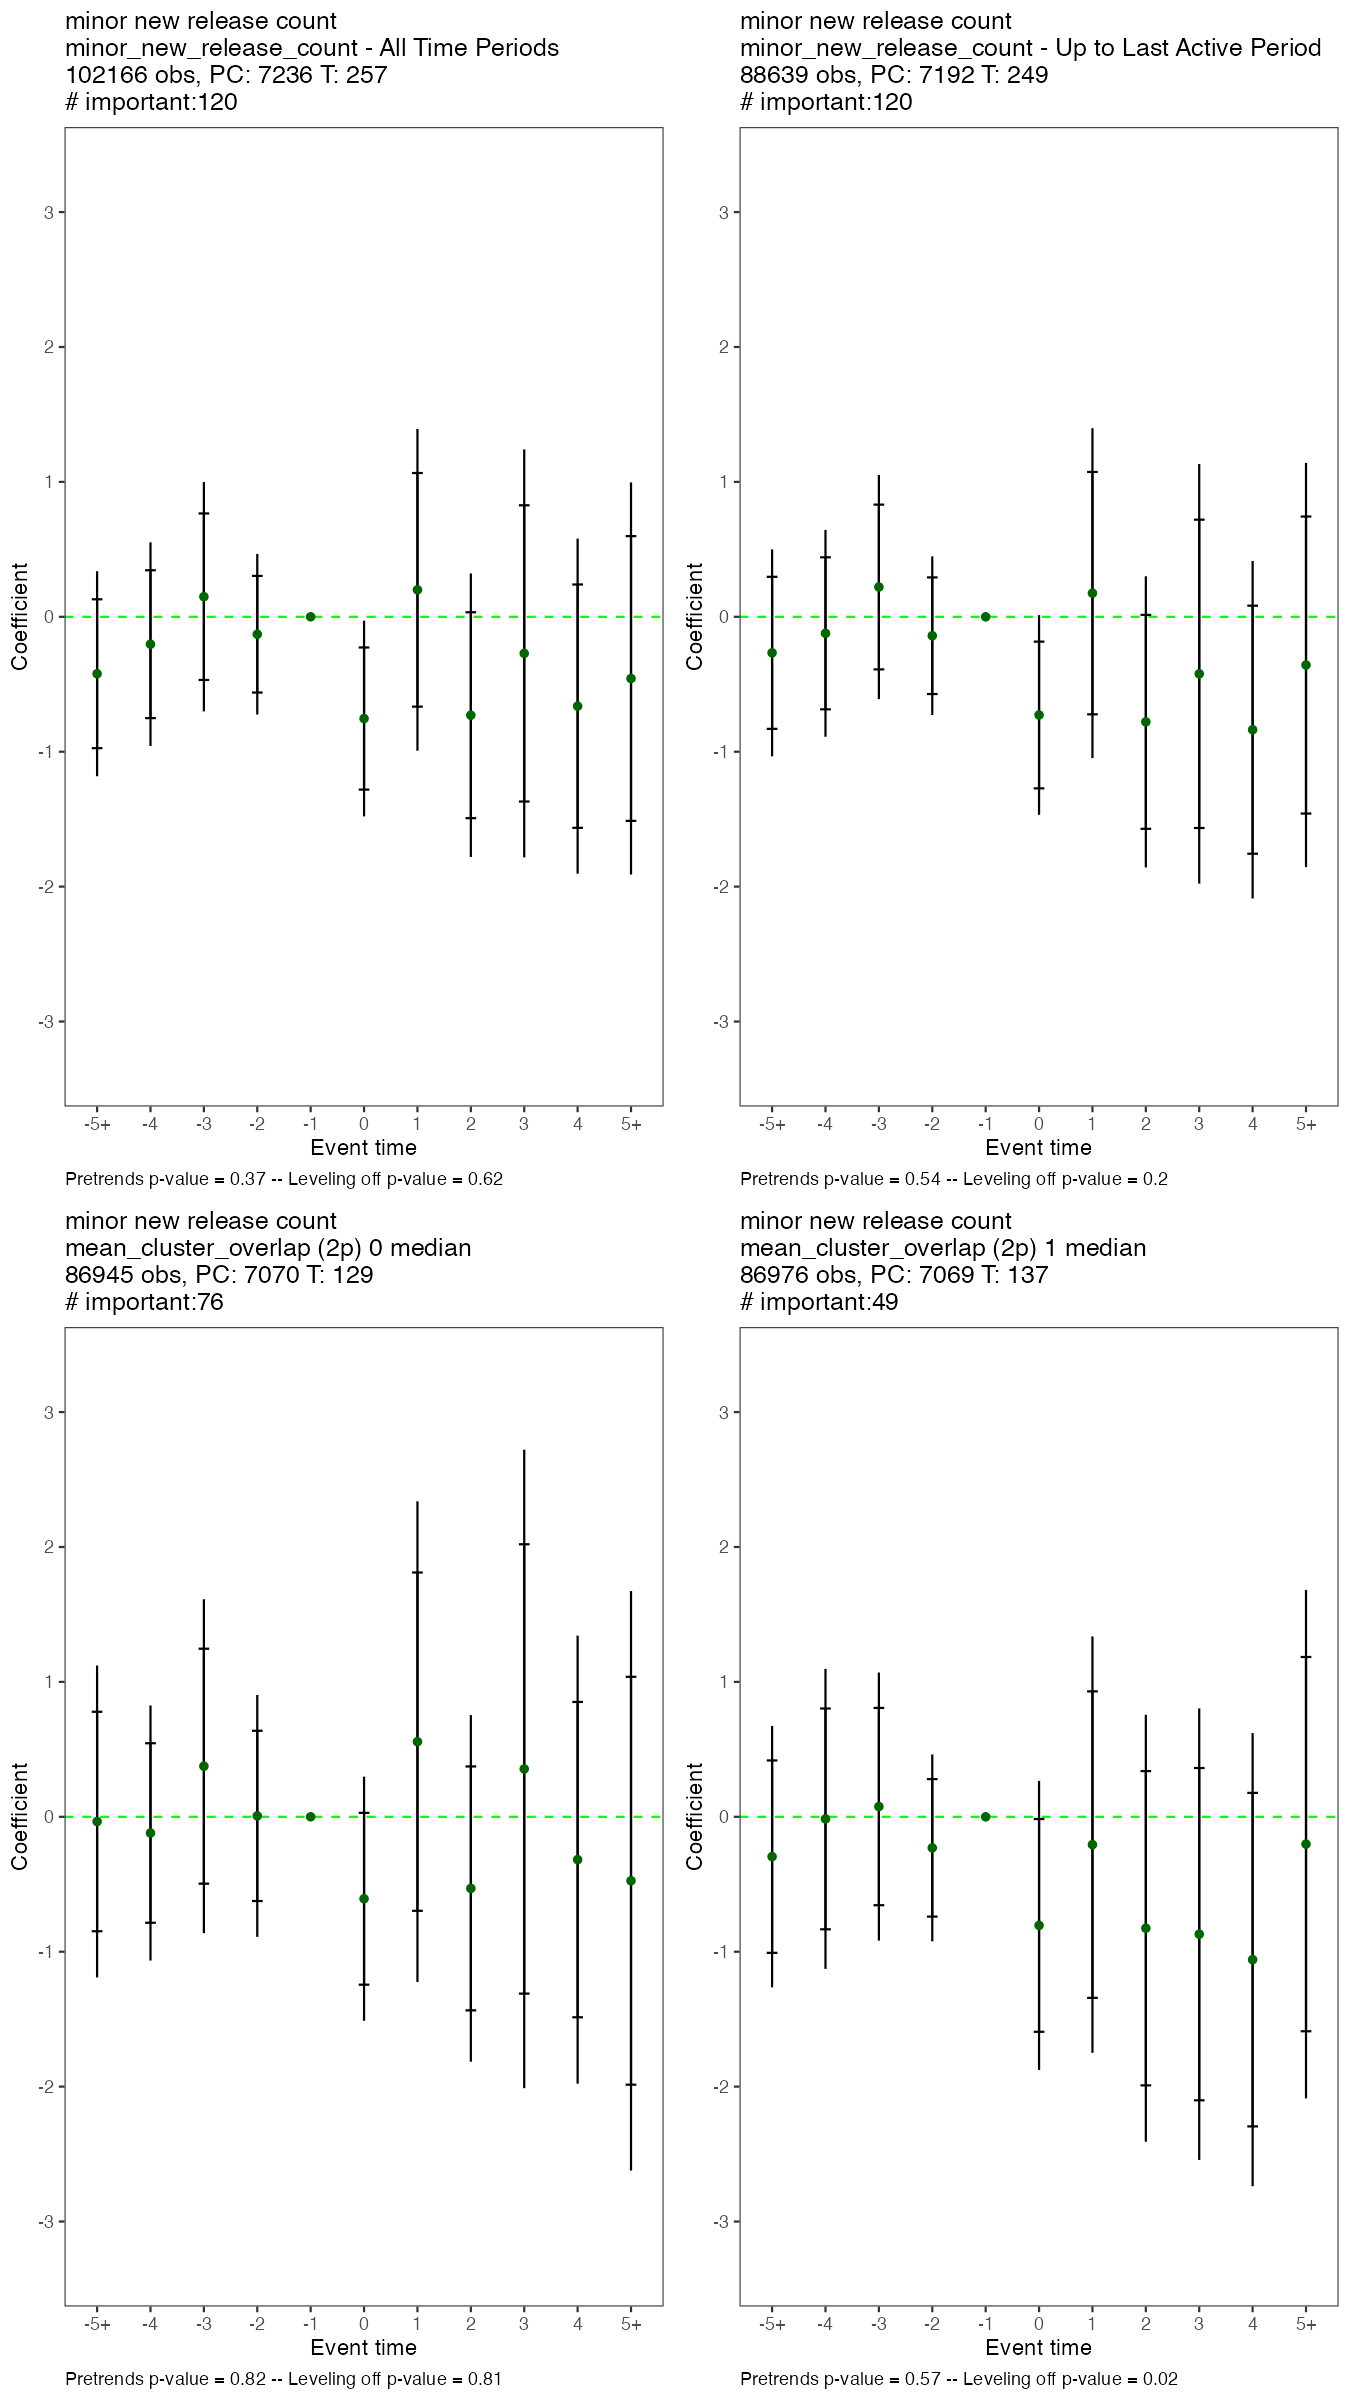 minor new release count
minor_new_release_count - All Time Periods
102166 obs, PC: 7236 T: 257
# important:120
3
2
1
0
-1
-2
-3
Coefficient
-5+ -4 -3 -2 -1 0 1 2 3 4 5+
Event time
Pretrends p-value = 0.37 -- Leveling off p-value = 0.62
minor new release count
minor_new_release_count - Up to Last Active Period
88639 obs, PC: 7192 T: 249
# important:120
3
2
1
0
-1
-2
-3
Coefficient
-5+ -4 -3 -2 -1 0 1 2 3 4 5+
Event time
Pretrends p-value = 0.54 -- Leveling off p-value = 0.2
minor new release count
mean_cluster_overlap (2p) 0 median
86945 obs, PC: 7070 T: 129
# important:76
3
2
1
0
-1
-2
-3
Coefficient
-5+ -4 -3 -2 -1 0 1 2 3 4 5+
Event time
Pretrends p-value = 0.82 -- Leveling off p-value = 0.81
minor new release count
mean_cluster_overlap (2p) 1 median
86976 obs, PC: 7069 T: 137
# important:49
3
2
1
0
-1
-2
-3
Coefficient
-5+ -4 -3 -2 -1 0 1 2 3 4 5+
Event time
Pretrends p-value = 0.57 -- Leveling off p-value = 0.02